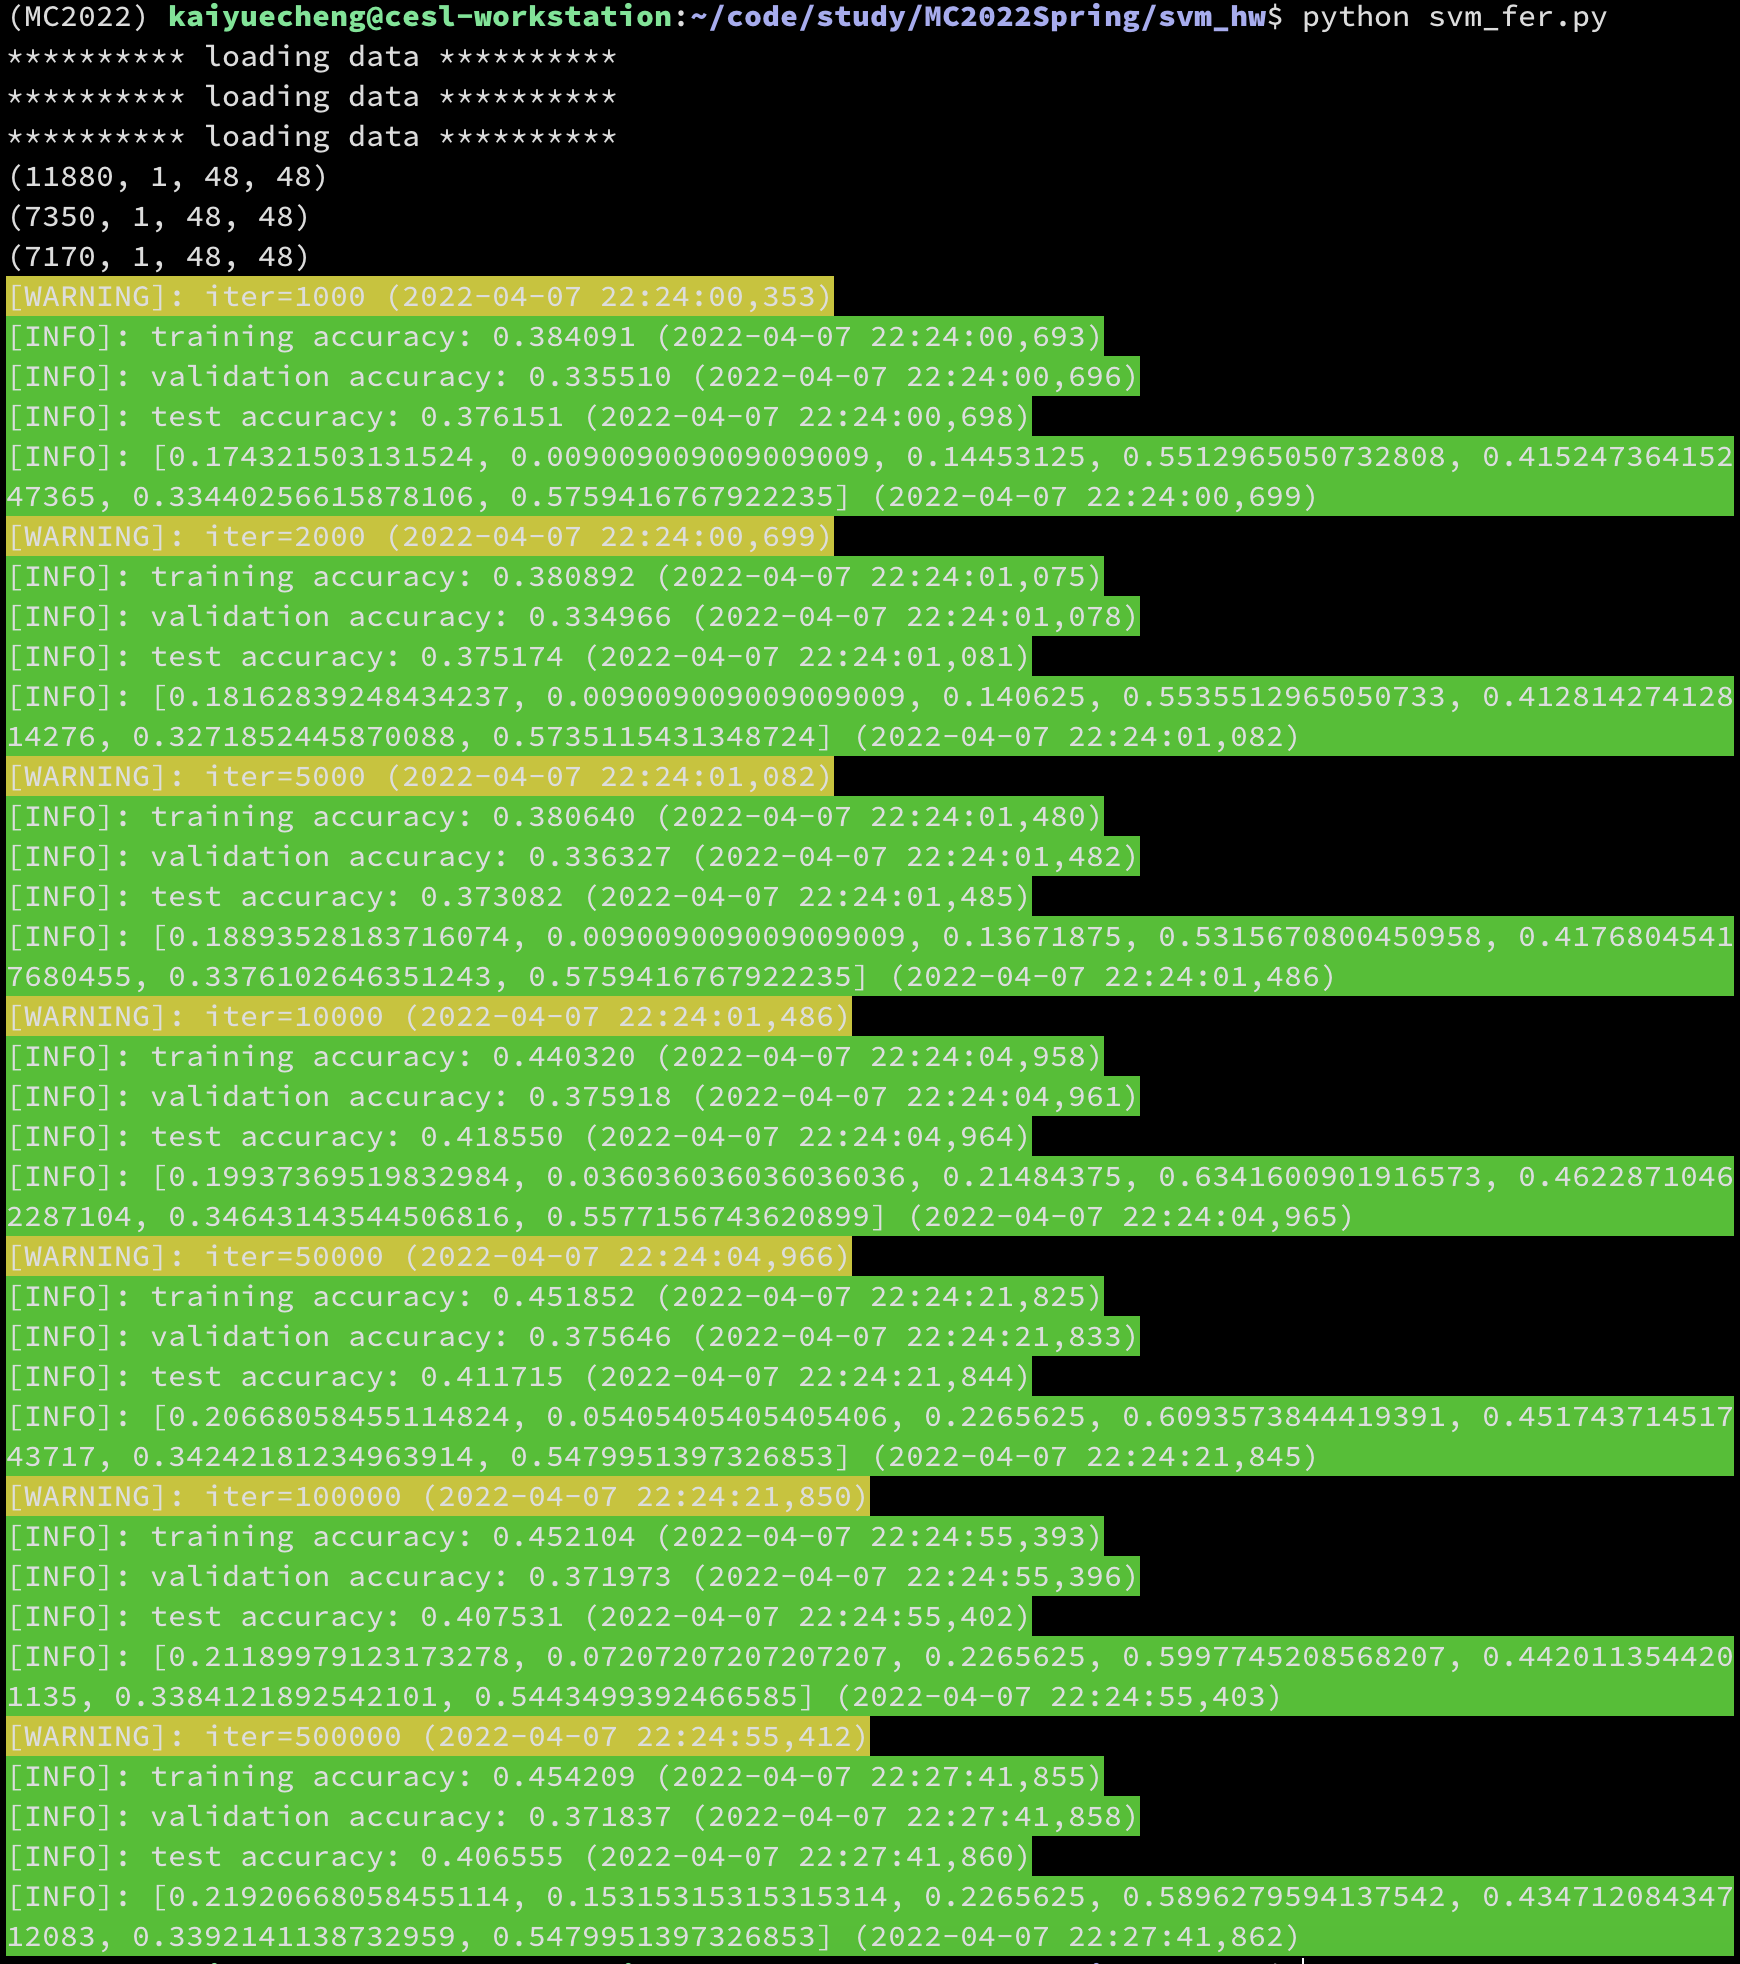 (MC2022) kaiyuecheng@cesl-workstation:~/code/study/MC2022Spring/svm_hw$ python svm_fer.py
********** loading data **********
********** loading data **********
********** loading data **********
(11880, 1, 48, 48)
(7350, 1, 48, 48)
(7170, 1, 48, 48)
[WARNING]: iter=1000 (2022-04-07 22:24:00,353)
[INFO]: training accuracy: 0.384091 (2022-04-07 22:24:00,693)
[INFO]: validation accuracy: 0.335510 (2022-04-07 22:24:00,696)
[INFO]: test accuracy: 0.376151 (2022-04-07 22:24:00,698)
[INFO]: [0.174321503131524, 0.009009009009009009, 0.14453125, 0.5512965050732808, 0.415247364152
47365, 0.33440256615878106, 0.5759416767922235] (2022-04-07 22:24:00,699)
[WARNING]: iter=2000 (2022-04-07 22:24:00,699)
[INFO]: training accuracy: 0.380892 (2022-04-07 22:24:01,075)
[INFO]: validation accuracy: 0.334966 (2022-04-07 22:24:01,078)
[INFO]: test accuracy: 0.375174 (2022-04-07 22:24:01,081)
[INFO]: [0.18162839248434237, 0.009009009009009009, 0.140625, 0.5535512965050733, 0.412814274128
14276, 0.3271852445870088, 0.5735115431348724] (2022-04-07 22:24:01,082)
[WARNING]: iter=5000 (2022-04-07 22:24:01,082)
[INFO]: training accuracy: 0.380640 (2022-04-07 22:24:01,480)
[INFO]: validation accuracy: 0.336327 (2022-04-07 22:24:01,482)
[INFO]: test accuracy: 0.373082 (2022-04-07 22:24:01,485)
[INFO]: [0.18893528183716074, 0.009009009009009009, 0.13671875, 0.5315670800450958, 0.4176804541
7680455, 0.3376102646351243, 0.5759416767922235] (2022-04-07 22:24:01,486)
[WARNING]: iter=10000 (2022-04-07 22:24:01,486)
[INFO]: training accuracy: 0.440320 (2022-04-07 22:24:04,958)
[INFO]: validation accuracy: 0.375918 (2022-04-07 22:24:04,961)
[INFO]: test accuracy: 0.418550 (2022-04-07 22:24:04,964)
[INFO]: [0.19937369519832984, 0.036036036036036036, 0.21484375, 0.6341600901916573, 0.4622871046
2287104, 0.34643143544506816, 0.5577156743620899] (2022-04-07 22:24:04,965)
[WARNING]: iter=50000 (2022-04-07 22:24:04,966)
[INFO]: training accuracy: 0.451852 (2022-04-07 22:24:21,825)
[INFO]: validation accuracy: 0.375646 (2022-04-07 22:24:21,833)
[INFO]: test accuracy: 0.411715 (2022-04-07 22:24:21,844)
[INFO]: [0.20668058455114824, 0.05405405405405406, 0.2265625, 0.6093573844419391, 0.451743714517
43717, 0.34242181234963914, 0.5479951397326853] (2022-04-07 22:24:21,845)
[WARNING]: iter=100000 (2022-04-07 22:24:21,850)
[INFO]: training accuracy: 0.452104 (2022-04-07 22:24:55,393)
[INFO]: validation accuracy: 0.371973 (2022-04-07 22:24:55,396)
[INFO]: test accuracy: 0.407531 (2022-04-07 22:24:55,402)
[INFO]: [0.21189979123173278, 0.07207207207207207, 0.2265625, 0.5997745208568207, 0.442011354420
1135, 0.3384121892542101, 0.5443499392466585] (2022-04-07 22:24:55,403)
[WARNING]: iter=500000 (2022-04-07 22:24:55,412)
[INFO]: training accuracy: 0.454209 (2022-04-07 22:27:41,855)
[INFO]: validation accuracy: 0.371837 (2022-04-07 22:27:41,858)
[INFO]: test accuracy: 0.406555 (2022-04-07 22:27:41,860)
[INFO]: [0.21920668058455114, 0.15315315315315314, 0.2265625, 0.5896279594137542, 0.434712084347
12083, 0.3392141138732959, 0.5479951397326853] (2022-04-07 22:27:41,862)